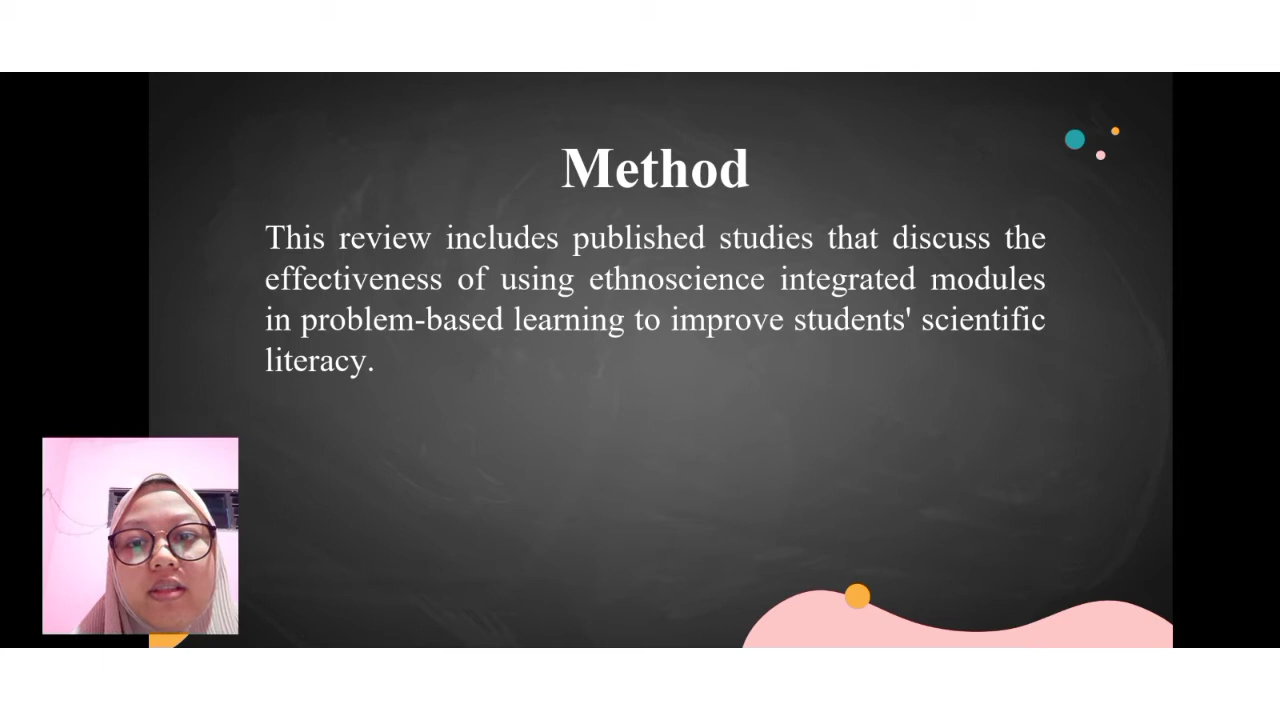 Method
This review includes published studies that discuss the
effectiveness of using ethnoscience integrated modules
in problem-based learning to improve students' scientific
literacy.